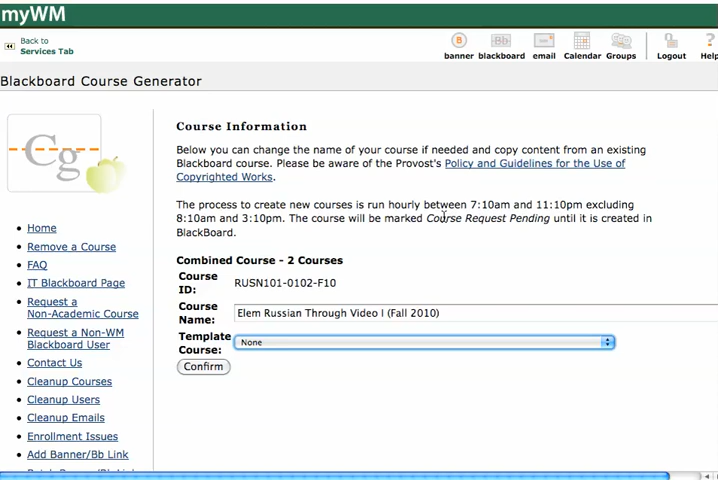 myWM
Back to
Services Tab
B
Bb
banner blackboard email Calendar Groups Logout Help
Blackboard Course Generator
Cg
Home
Remove a Course
FAQ
IT Blackboard Page
Request a
Non-Academic Course
Request a Non-WM
Blackboard User
Contact Us
Cleanup Courses
Cleanup Users
Cleanup Emails
Enrollment Issues
Add Banner/Bb Link
Course Information
Below you can change the name of your course if needed and copy content from an existing
Blackboard course. Please be aware of the Provost's Policy and Guidelines for the Use of
Copyrighted Works.
The process to create new courses is run hourly between 7:10am and 11:10pm excluding
8:10am and 3:10pm. The course will be marked Course Request Pending until it is created in
BlackBoard.
Combined Course - 2 Courses
Course
ID: RUSN101-0102-F10
Course
Name: Elem Russian Through Video I (Fall 2010)
Template
Course: None
Confirm